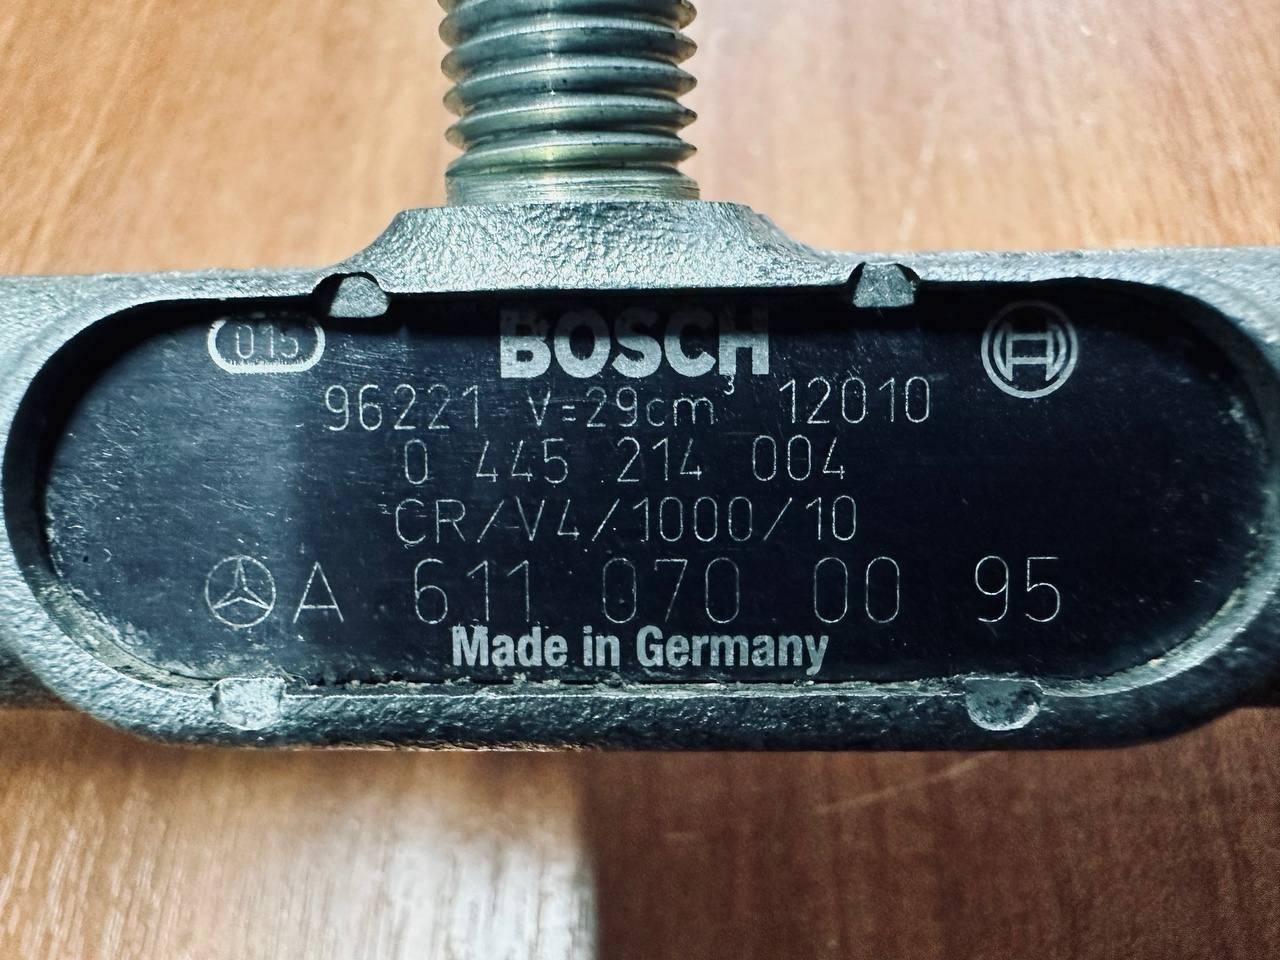 015
BOSCH
96221 V=29cm³ 12010
0 445 214 004
CR/V4/1000/10
A 611 070 00 95
Made in Germany